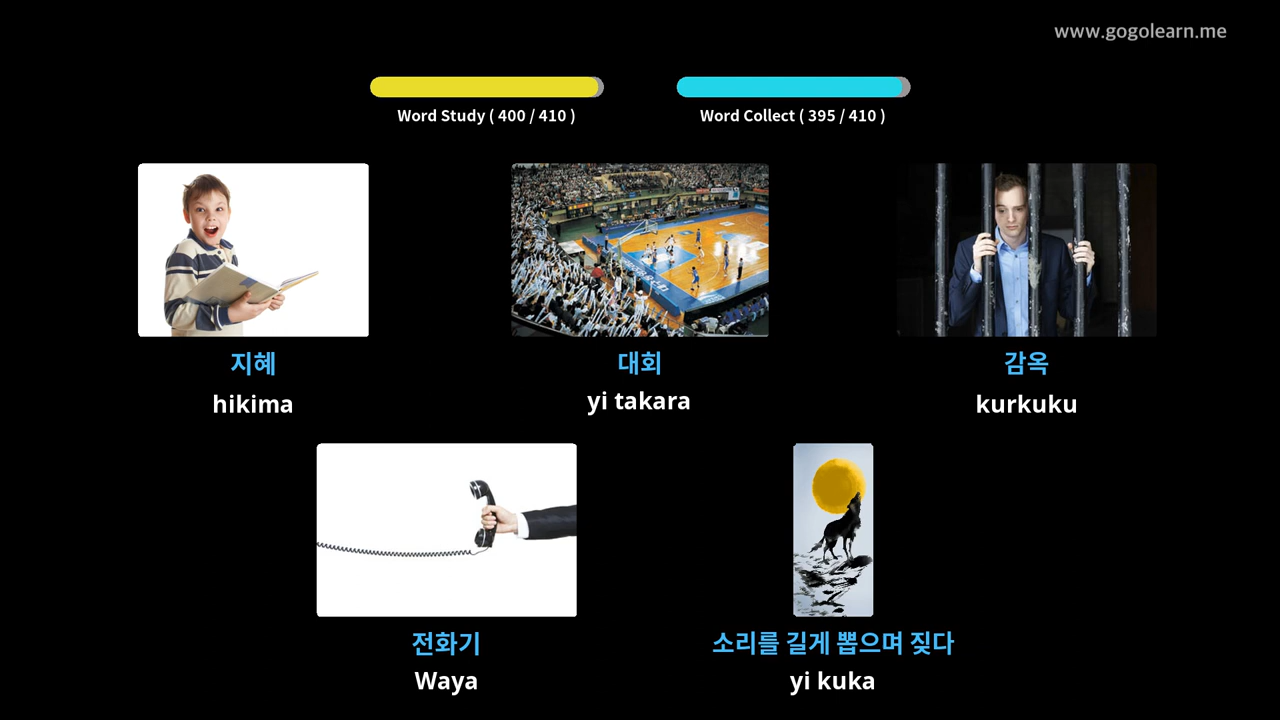 www.gogolearn.me
Word Study ( 400 / 410 )
Word Collect ( 395 / 410 )
지혜
hikima
대회
yi takara
감옥
kurkuku
전화기
Waya
소리를 길게 뽑으며 짖다
yi kuka